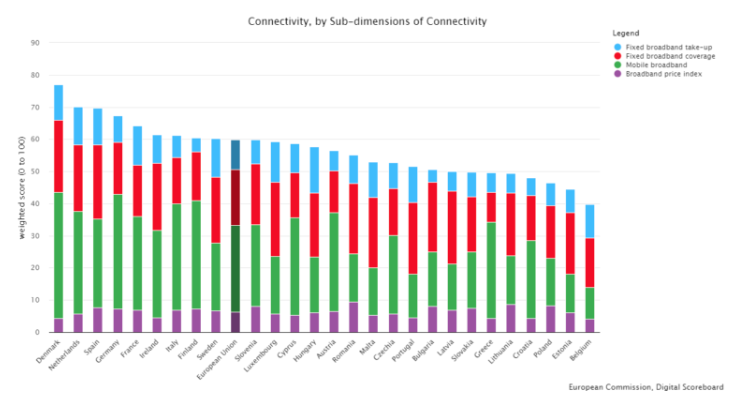 Connectivity, by Sub-dimensions of Connectivity
Legend
Fixed broadband take-up
Fixed broadband coverage
Mobile broadband
Broadband price index
weighted score (0 to 100)
90
80
70
60
50
40
30
20
10
0
Denmark
Netherlands
Spain
Germany
France
Ireland
Italy
Finland
Sweden
European Union
Slovenia
Luxembourg
Cyprus
Hungary
Austria
Romania
Malta
Czechia
Portugal
Bulgaria
Latvia
Slovakia
Greece
Lithuania
Croatia
Poland
Estonia
Belgium
European Commission, Digital Scoreboard